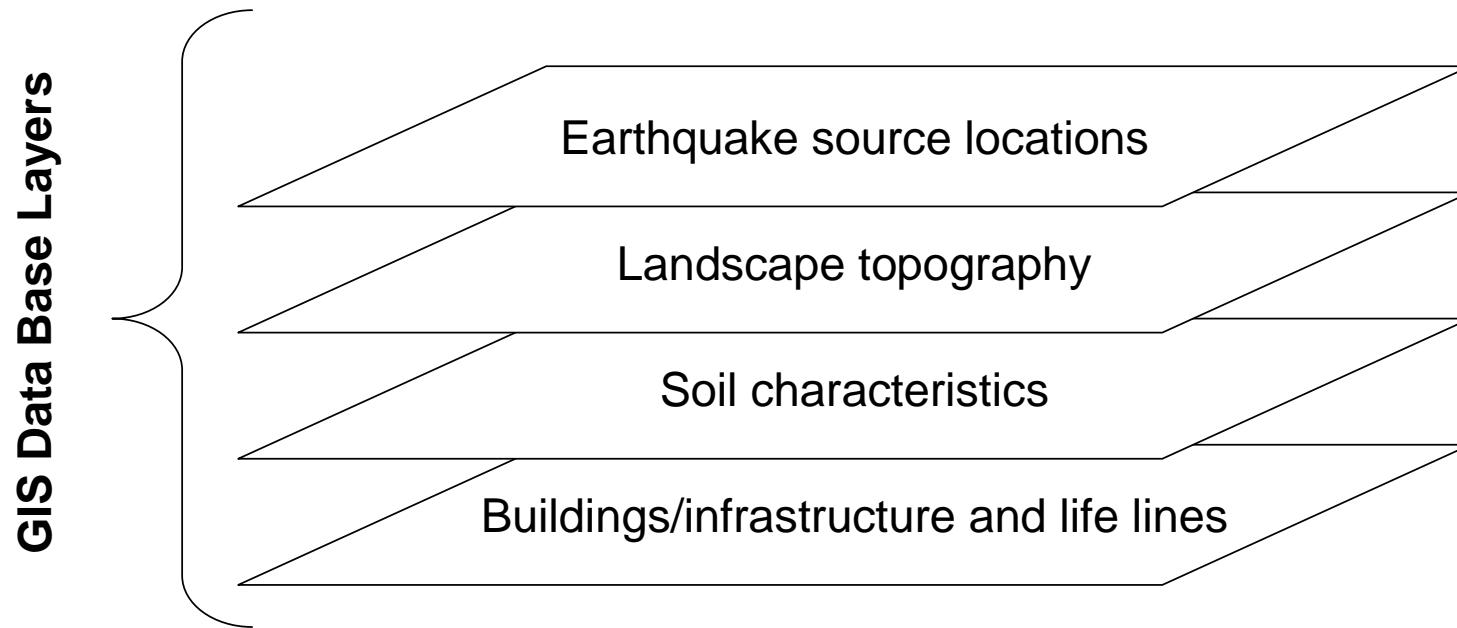 GIS Data Base Layers
Earthquake source locations
Landscape topography
Soil characteristics
Buildings/infrastructure and life lines